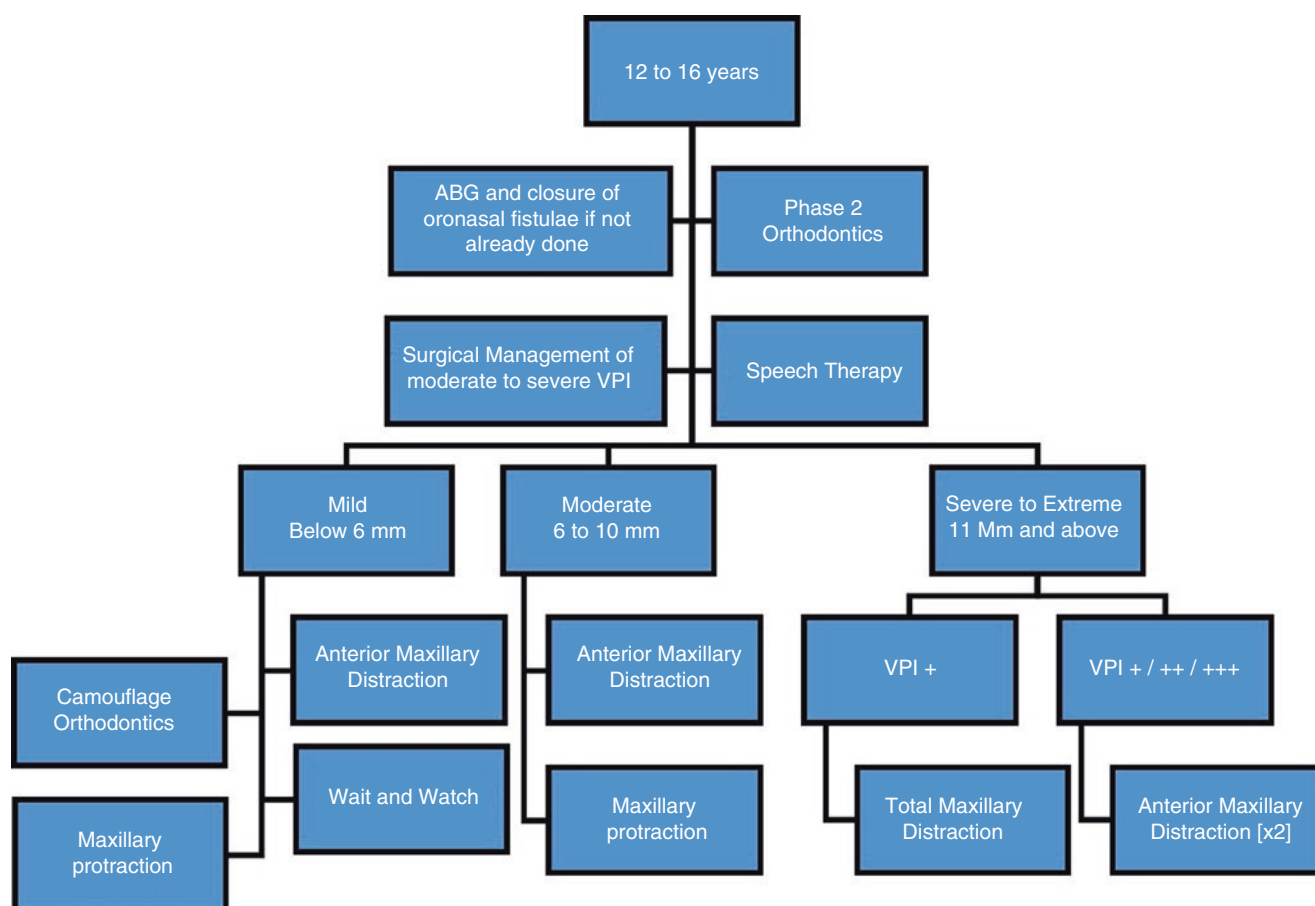 12 to 16 years
ABG and closure of
oronasal fistulae if not
already done
Phase 2
Orthodontics
Surgical Management of
moderate to severe VPI
Speech Therapy
Mild
Below 6 mm
Moderate
6 to 10 mm
Severe to Extreme
11 Mm and above
Camouflage
Orthodontics
Anterior Maxillary
Distraction
Maxillary
protraction
Wait and Watch
Anterior Maxillary
Distraction
Maxillary
protraction
VPI +
VPI + / ++ / +++
Total Maxillary
Distraction
Anterior Maxillary
Distraction [x2]